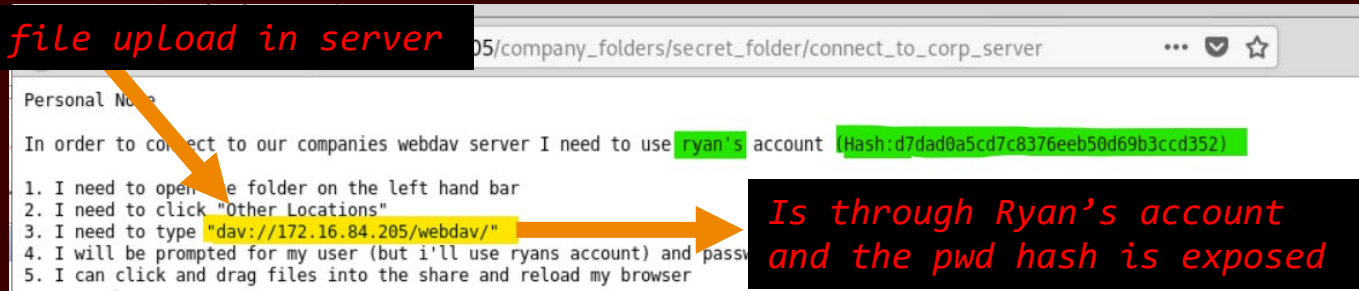 file upload in server
05/company_folders/secret_folder/connect_to_corp_server
Personal
In order to connect to our companies webdav server I need to use ryan's account (Hash:d7dad0a5cd7c8376eeb50d69b3ccd352)
1. I need to open the folder on the left hand bar
2. I need to click "Other Locations"
3. I need to type "dav://172.16.84.205/webdav/"
4. I will be prompted for my user (but i'll use ryans account) and
5. I can click and drag files into the share and reload my browser
Is through Ryan’s account
and the pwd hash is exposed